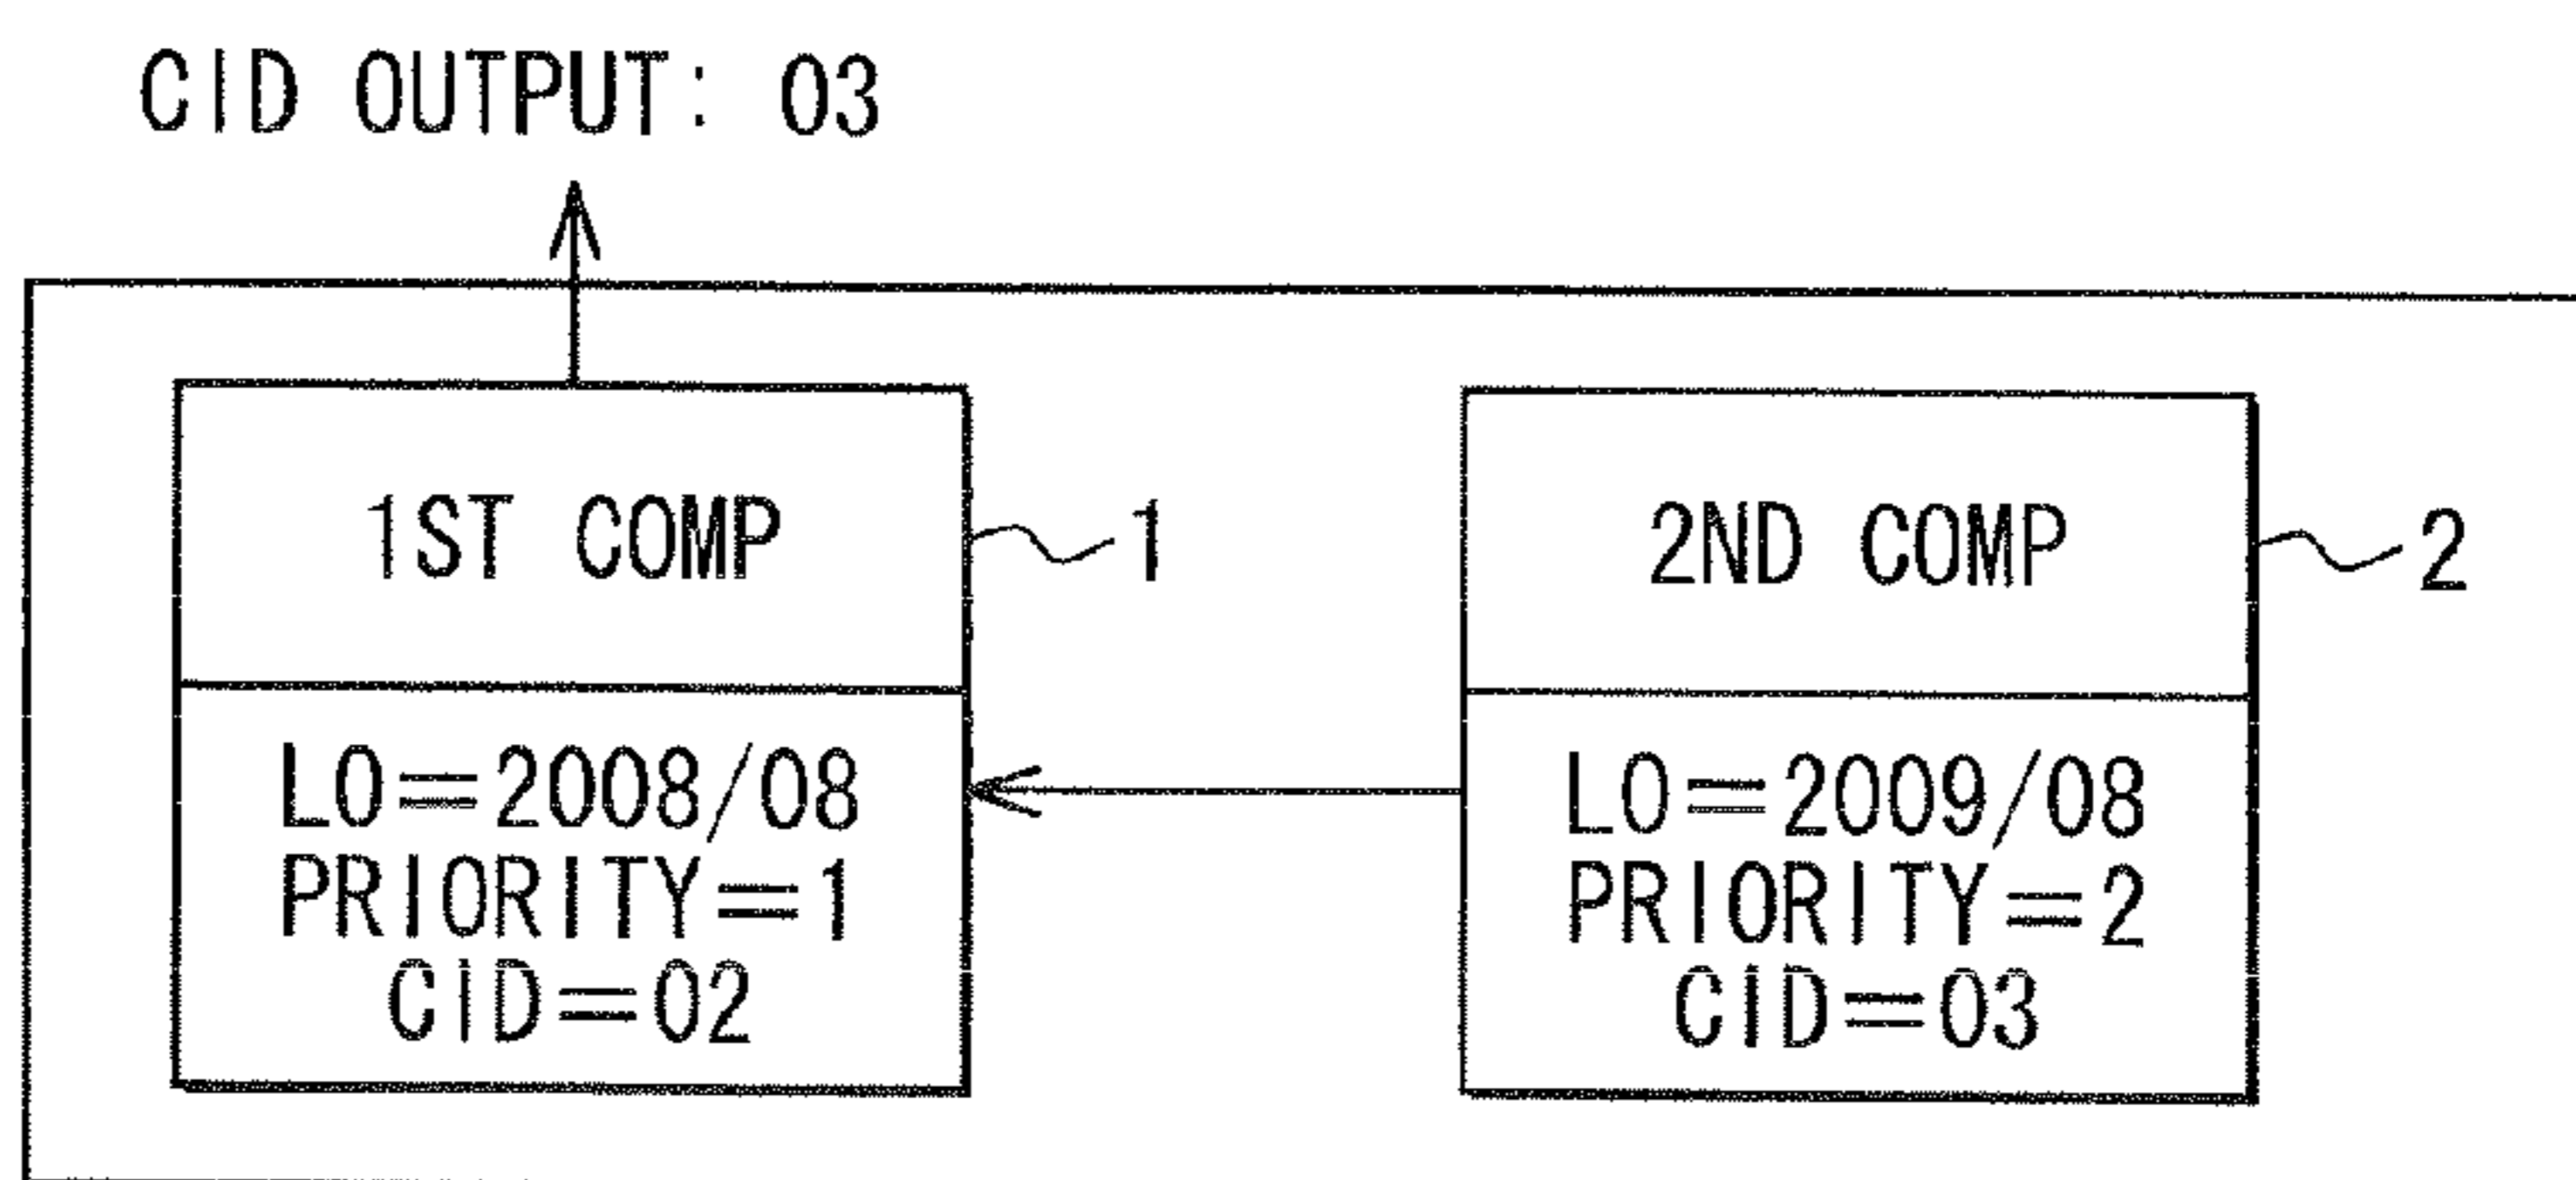 CID OUTPUT: 03
1ST COMP
1
LO=2008/08
PRIORITY=1
CID=02
2ND COMP
2
LO=2009/08
PRIORITY=2
CID=03